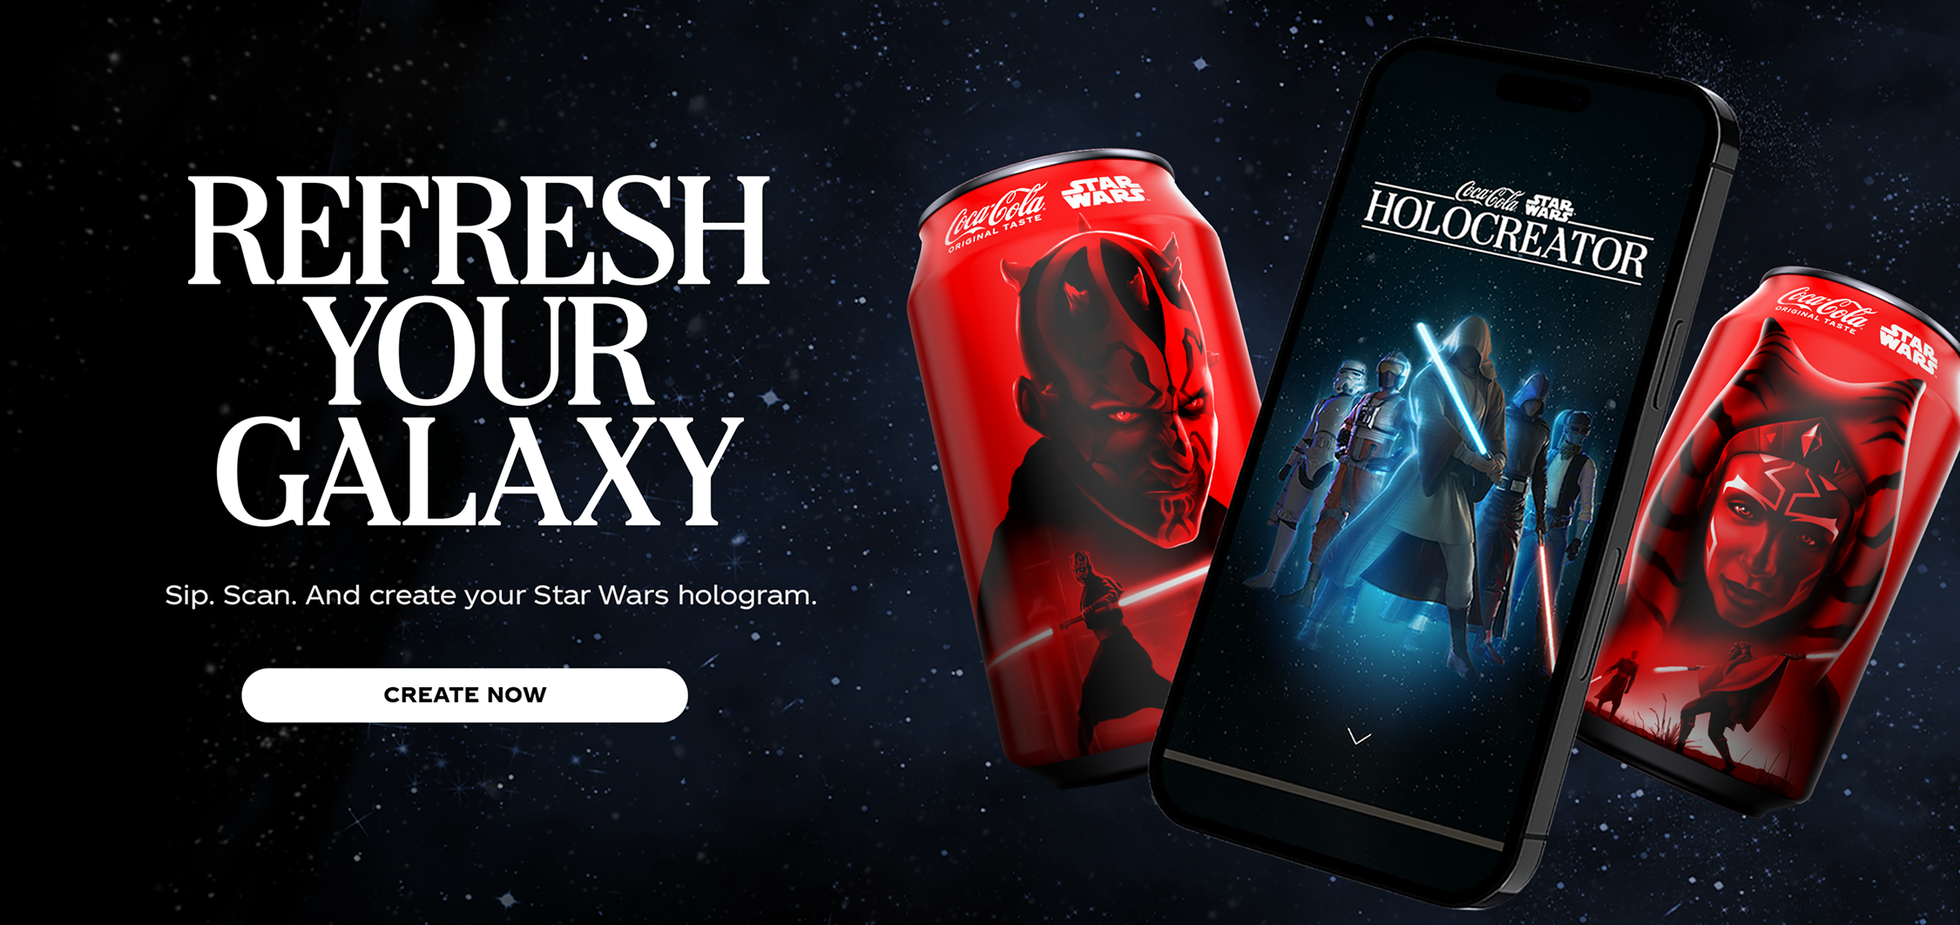 REFRESH
YOUR
GALAXY
Sip. Scan. And create your Star Wars hologram.
CREATE NOW
Coca-Cola
ORIGINAL TASTE
STAR
WARS
Coca-Cola STAR
WARS
HOLOCREATOR
Coca-Cola
ORIGINAL TASTE
STAR
WARS